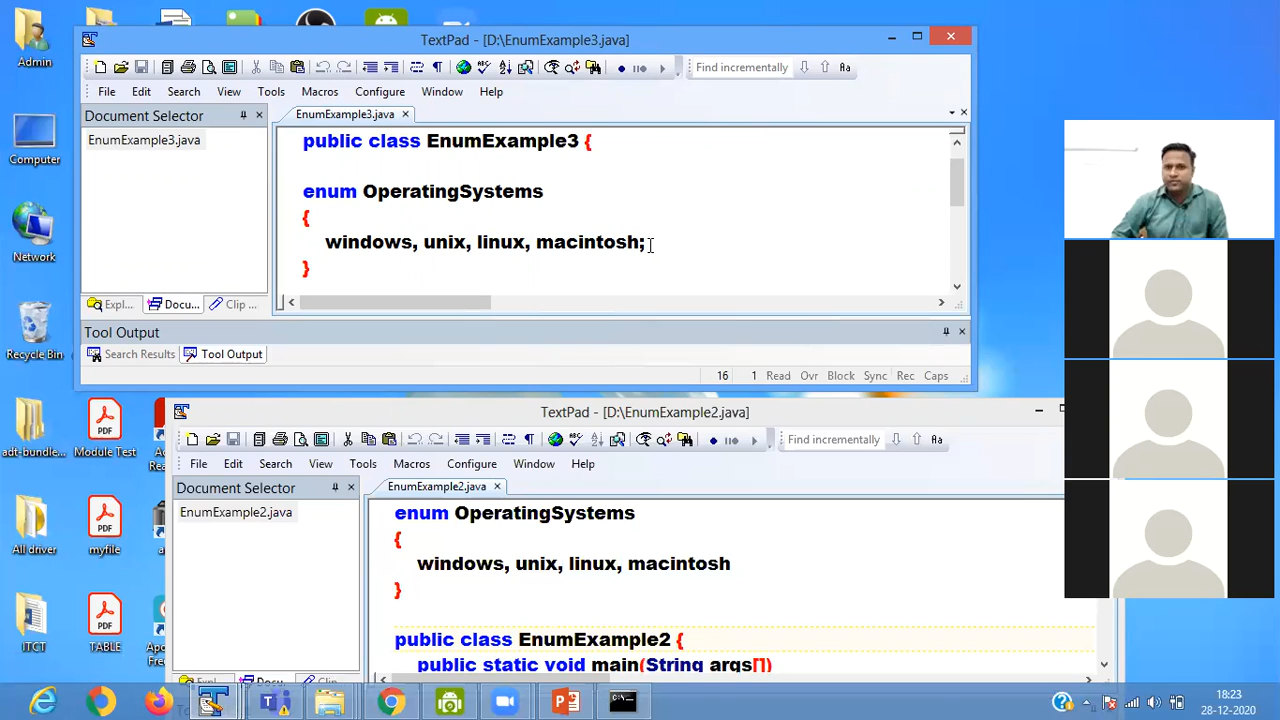 Admin
Computer
Network
Recycle Bin
adt-bundle...
Module Test
All driver
myfile
ITCT
TABLE
TextPad - [D:\EnumExample3.java]
Find incrementally
Aa
File Edit Search View Tools Macros Configure Window Help
Document Selector
EnumExample3.java
EnumExample3.java
public class EnumExample3 {
enum OperatingSystems
{
windows, unix, linux, macintosh;
}
Expl... Docu... Clip ...
Tool Output
Search Results Tool Output
16 1 Read Ovr Block Sync Rec Caps
TextPad - [D:\EnumExample2.java]
Find incrementally
Aa
File Edit Search View Tools Macros Configure Window Help
Document Selector
EnumExample2.java
EnumExample2.java
enum OperatingSystems
{
windows, unix, linux, macintosh
}
public class EnumExample2 {
public static void main(String args[])
18:23
28-12-2020